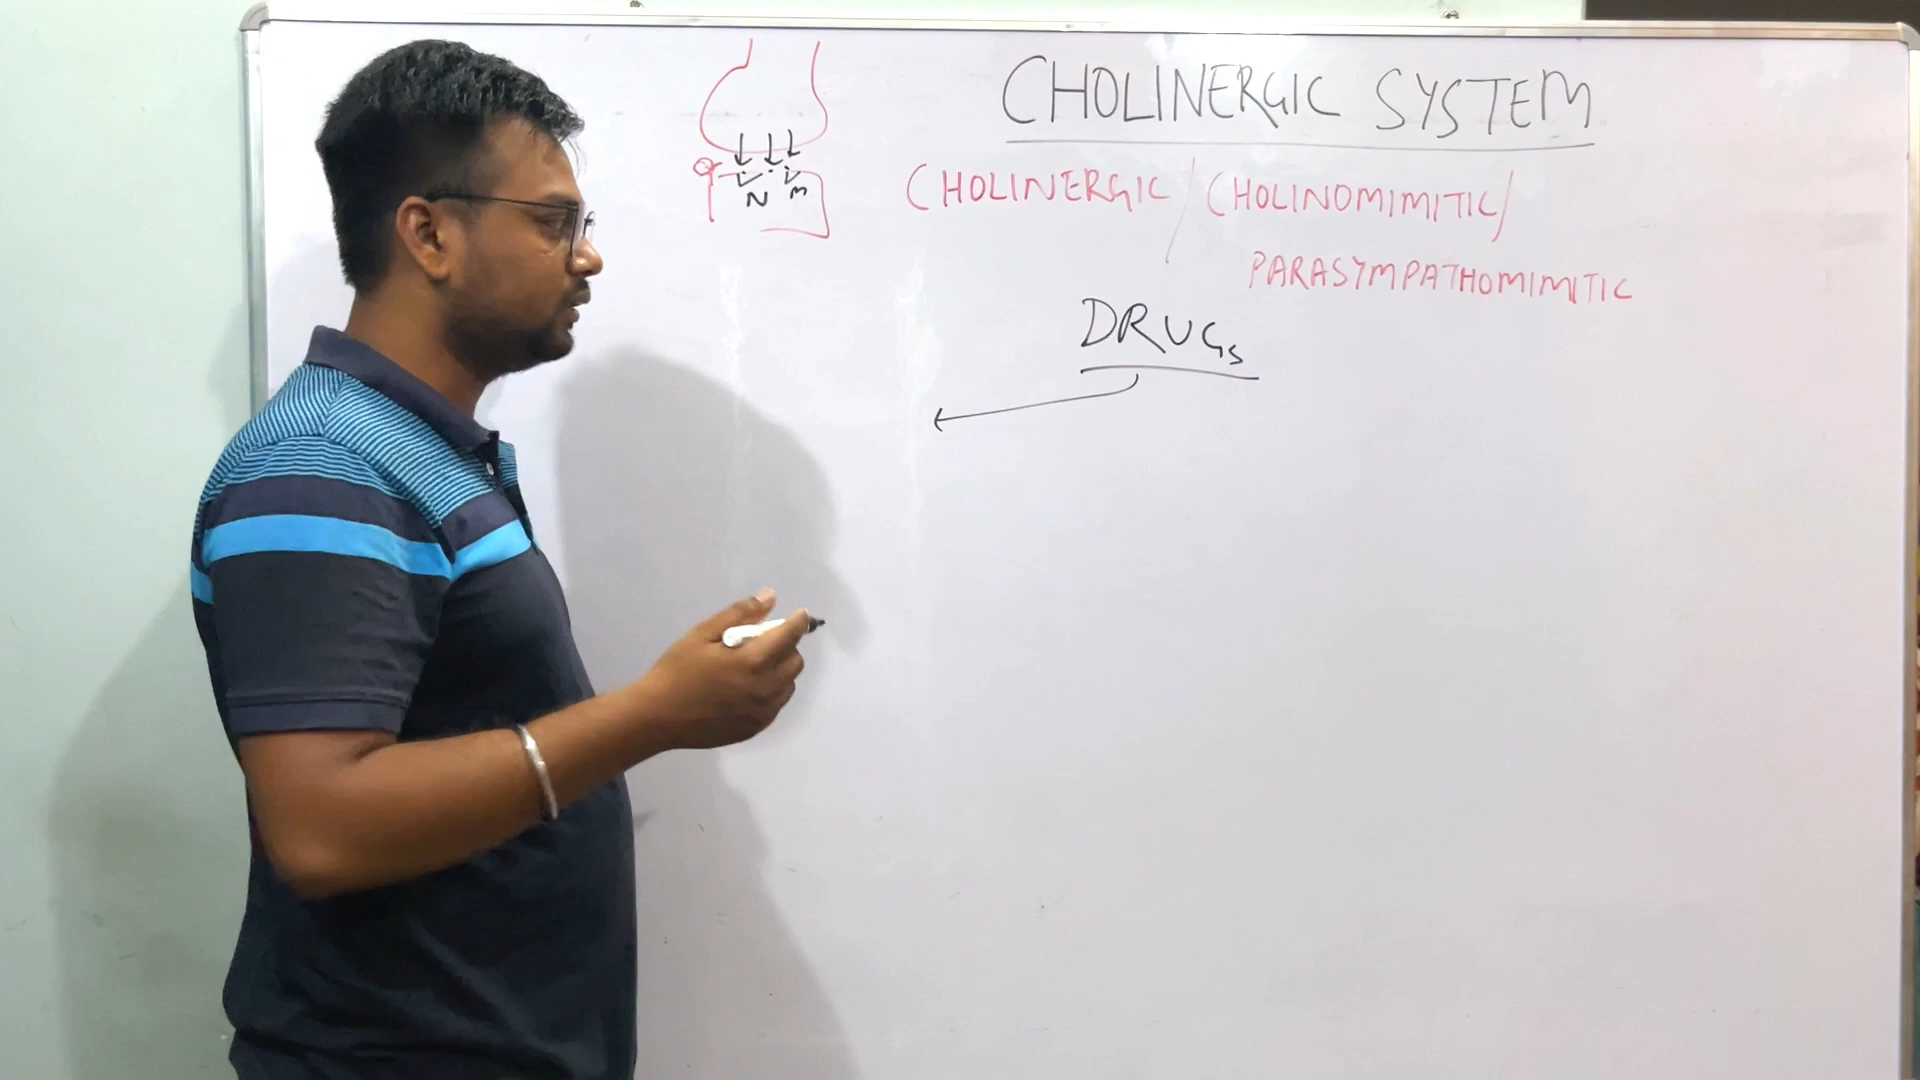 CHOLINERGIC SYSTEM
CHOLINERGIC / CHOLINOMIMITIC /
PARASYMPATHOMIMITIC
DRUGs
N M